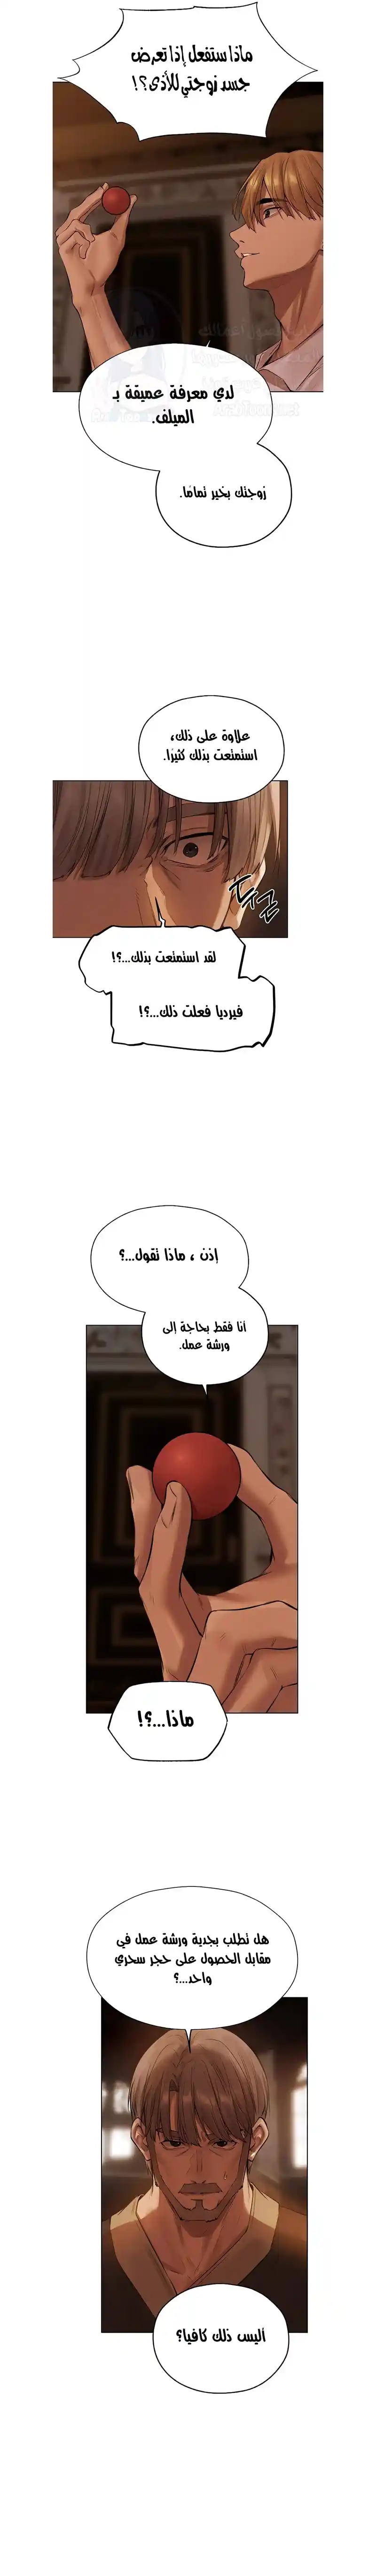 ماذا ستفعل إذا تعرض
جسد زوجتي للأذى؟!
لدي معرفة عميقة بـ
الميلف.
زوجتك بخير تمامًا.
علاوة على ذلك،
استمتعت بذلك كثيرًا.
لقد استمتعت بذلك...؟!
فيرديا فعلت ذلك...؟!
إذن ، ماذا تقول...؟
أنا فقط بحاجة إلى
ورشة عمل.
ماذا...؟!
هل تطلب بجدية ورشة عمل في
مقابل الحصول على حجر سحري
واحد...؟
أليس ذلك كافيا؟